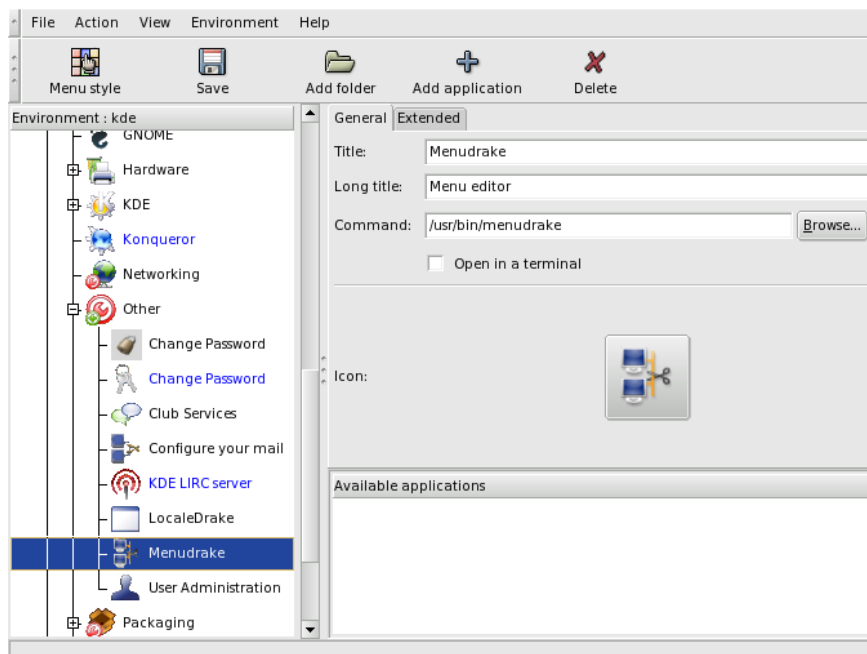 File Action View Environment Help
Menu style Save Add folder Add application Delete
Environment : kde
GNOME
Hardware
KDE
Konqueror
Networking
Other
Change Password
Change Password
Club Services
Configure your mail
KDE LIRC server
LocaleDrake
Menudrake
User Administration
Packaging
General Extended
Title: Menudrake
Long title: Menu editor
Command: /usr/bin/menudrake Browse...
Open in a terminal
Icon:
Available applications